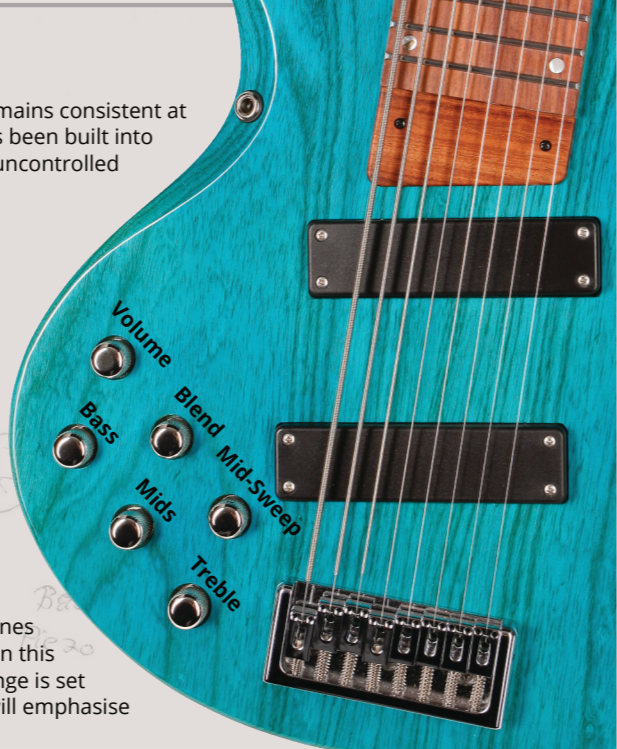 mains consistent at
s been built into
uncontrolled
Volume
Bass
Blend
Mids
Mid-Sweep
Treble
nes
n this
nge is set
ill emphasise